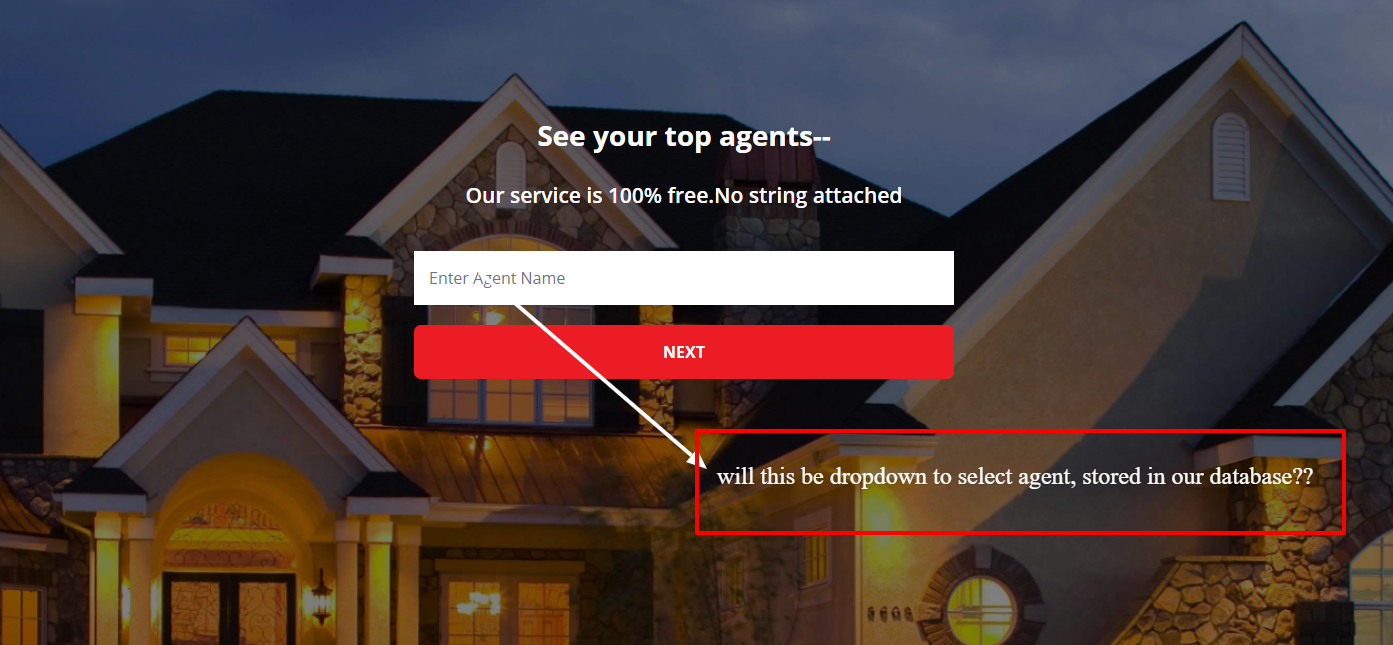 See your top agents--
Our service is 100% free.No string attached
Enter Agent Name
NEXT
will this be dropdown to select agent, stored in our database??